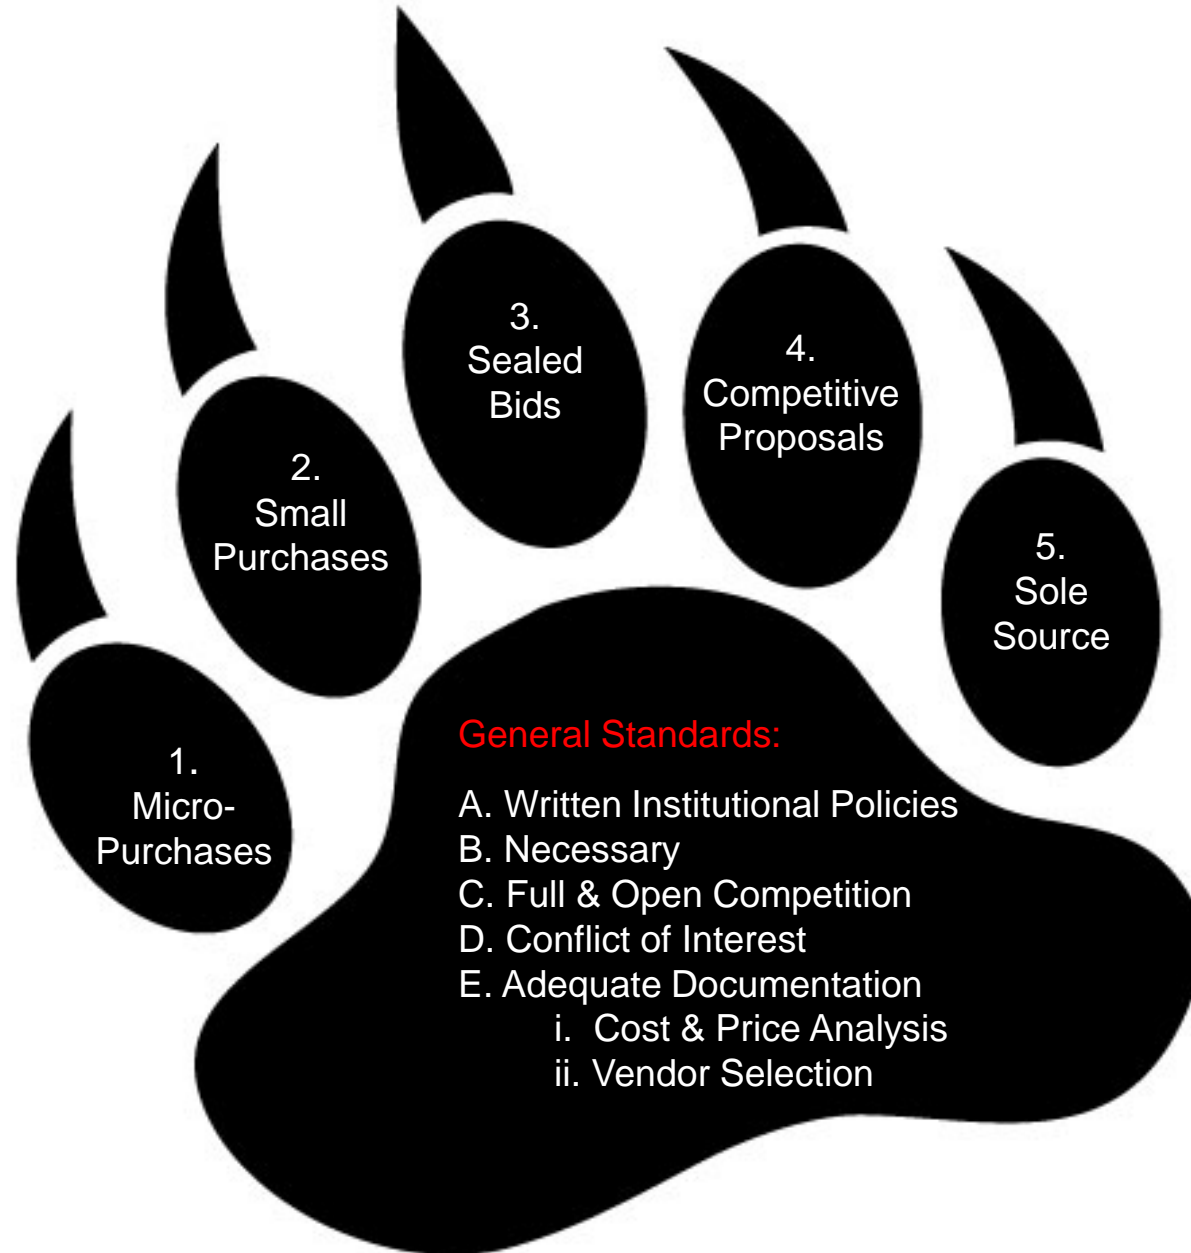 1.
Micro-
Purchases
2.
Small
Purchases
3.
Sealed
Bids
4.
Competitive
Proposals
5.
Sole
Source
General Standards:
A. Written Institutional Policies
B. Necessary
C. Full & Open Competition
D. Conflict of Interest
E. Adequate Documentation
i. Cost & Price Analysis
ii. Vendor Selection